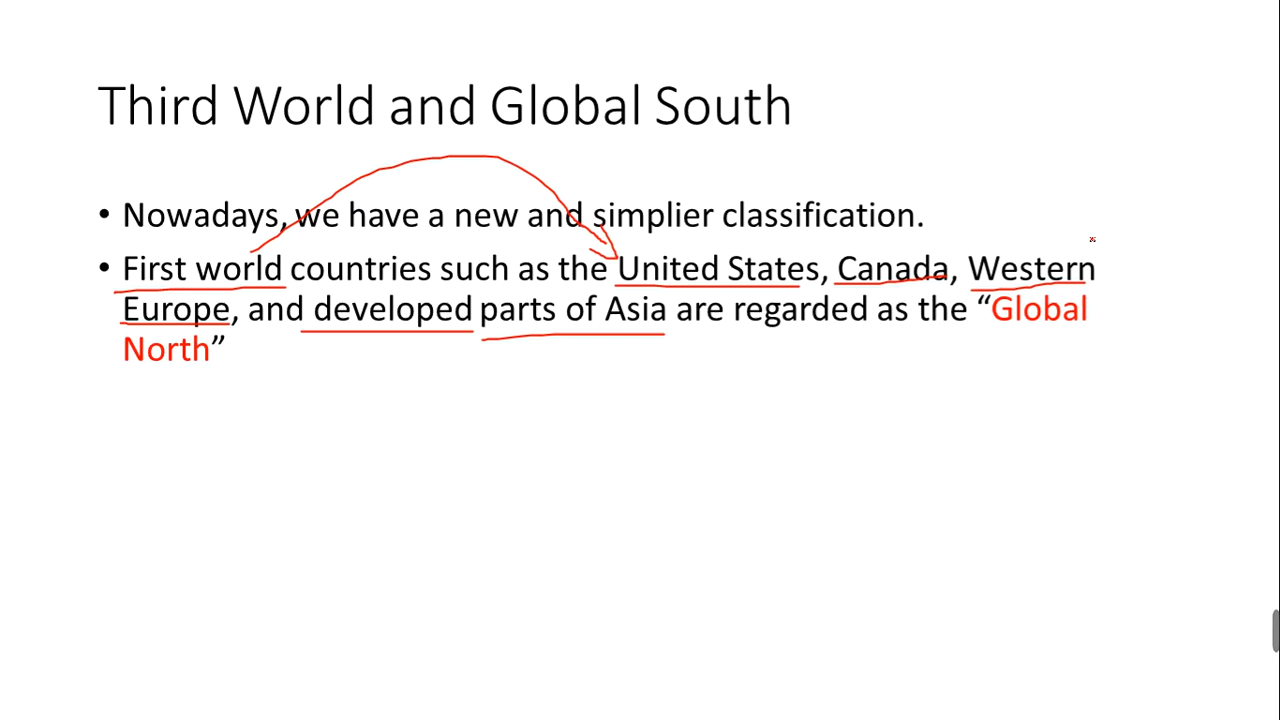 Third World and Global South
• Nowadays, we have a new and simplier classification.
• First world countries such as the United States, Canada, Western
Europe, and developed parts of Asia are regarded as the “Global
North”